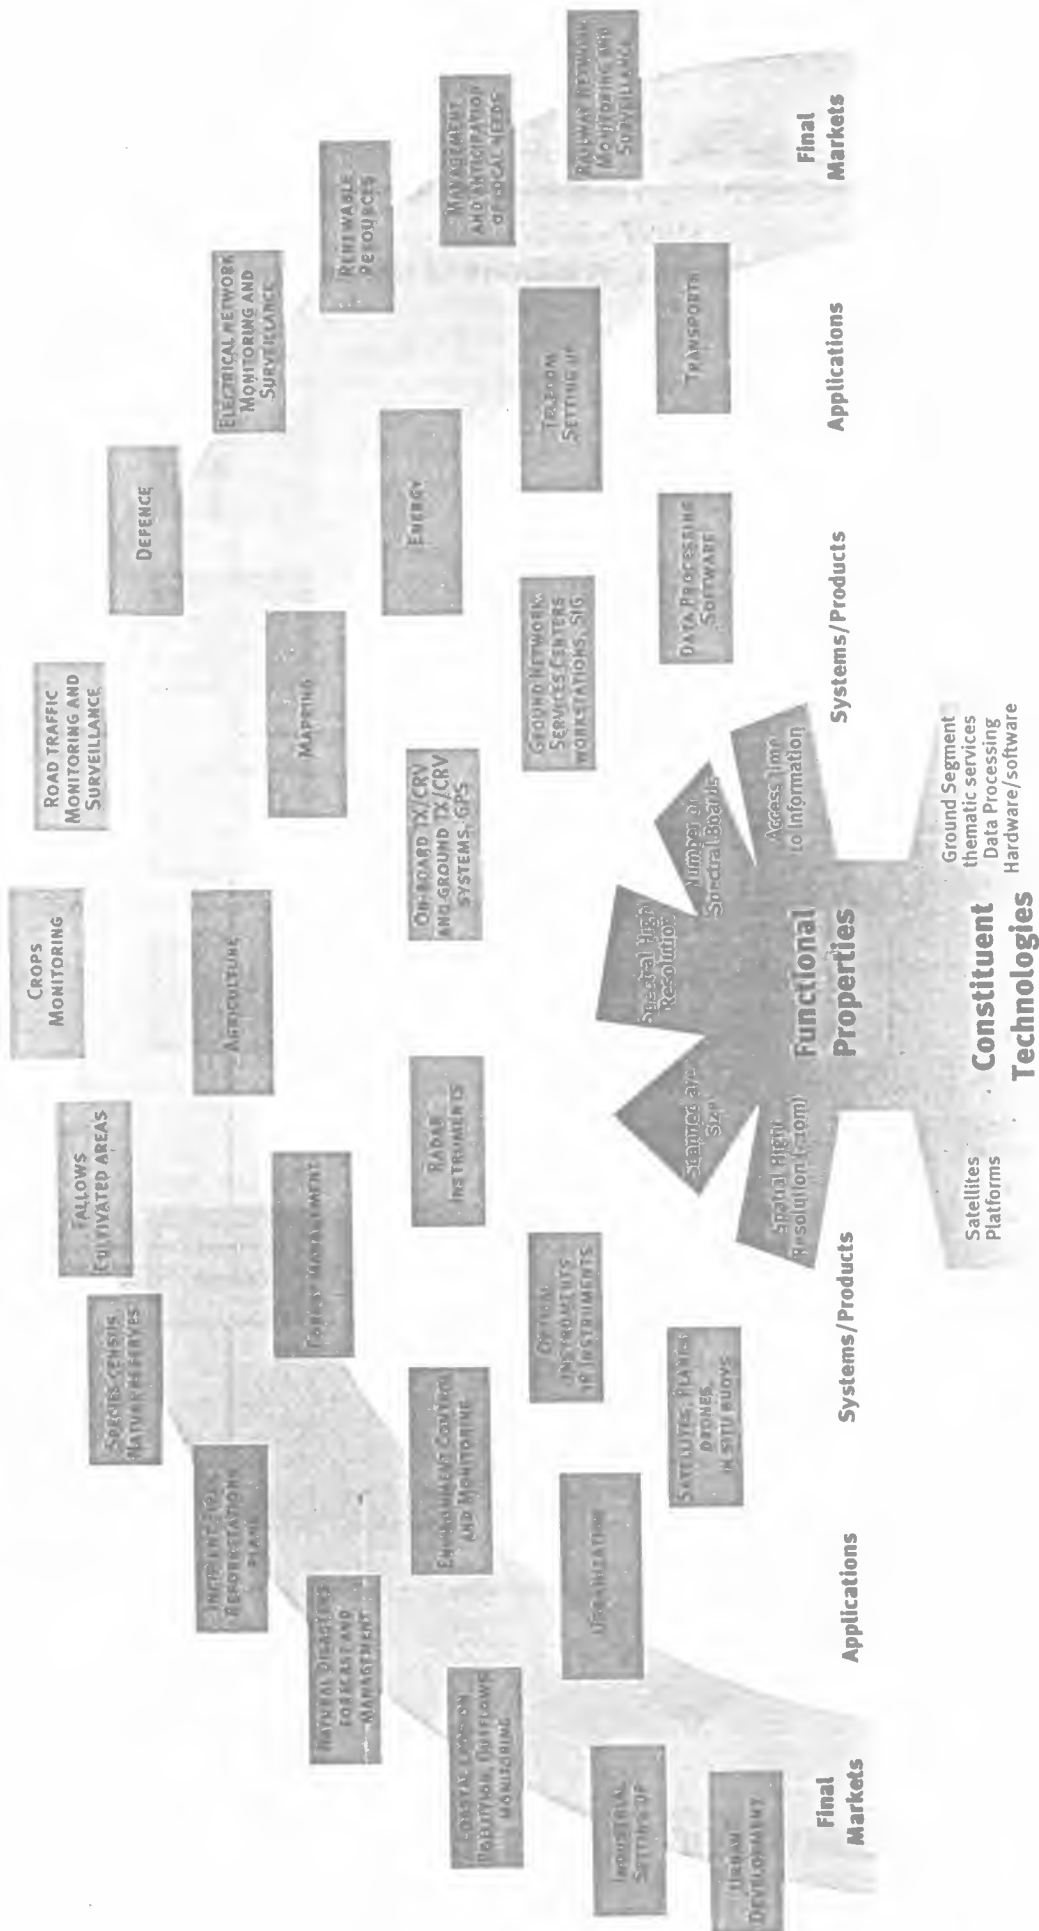 CROPS
MONITORING
ROAD TRAFFIC
MONITORING AND
SURVEILLANCE
FALLOWS
CULTIVATED AREAS
DEFENCE
SPECIES CENSUS
NATURE RESERVES
AGRICULTURE
ELECTRICAL NETWORK
MONITORING AND
SURVEILLANCE
REFORESTATION
PLANS
MAPPING
FOREST MANAGEMENT
RENEWABLE
RESOURCES
NATURAL DISASTERS
FORECAST AND
MANAGEMENT
ENERGY
ON-BOARD TX/CRV
AND GROUND TX/CRV
SYSTEMS, GPS
RADAR
INSTRUMENTS
ENVIRONMENT CONTROL
AND MONITORING
MANAGEMENT
AND ANTICIPATION
OF LOCAL NEEDS
COASTAL EROSION
POLLUTION, OUTFLOWS
MONITORING
TELECOM
SETTING UP
GROUND NETWORK
SERVICES CENTERS
WORKSTATIONS, SIG
OPTICAL
INSTRUMENTS
IR INSTRUMENTS
URBANIZATION
RAILWAY NETWORK
MONITORING AND
SURVEILLANCE
INDUSTRIAL
SETTING UP
TRANSPORTS
DATA PROCESSING
SOFTWARE
SATELLITES, PLANES
DRONES,
IN SITU BUOYS
URBAN
DEVELOPMENT
Spectral High
Resolution
Scanned
Size
Number of
Spectral Boards
Spatial High
Resolution
Access Time
to Information
Functional
Properties
Final
Markets
Applications
Systems/Products
Systems/Products
Applications
Final
Markets
Satellites
Platforms
Constituent
Technologies
Ground Segment
thematic services
Data Processing
Hardware/software